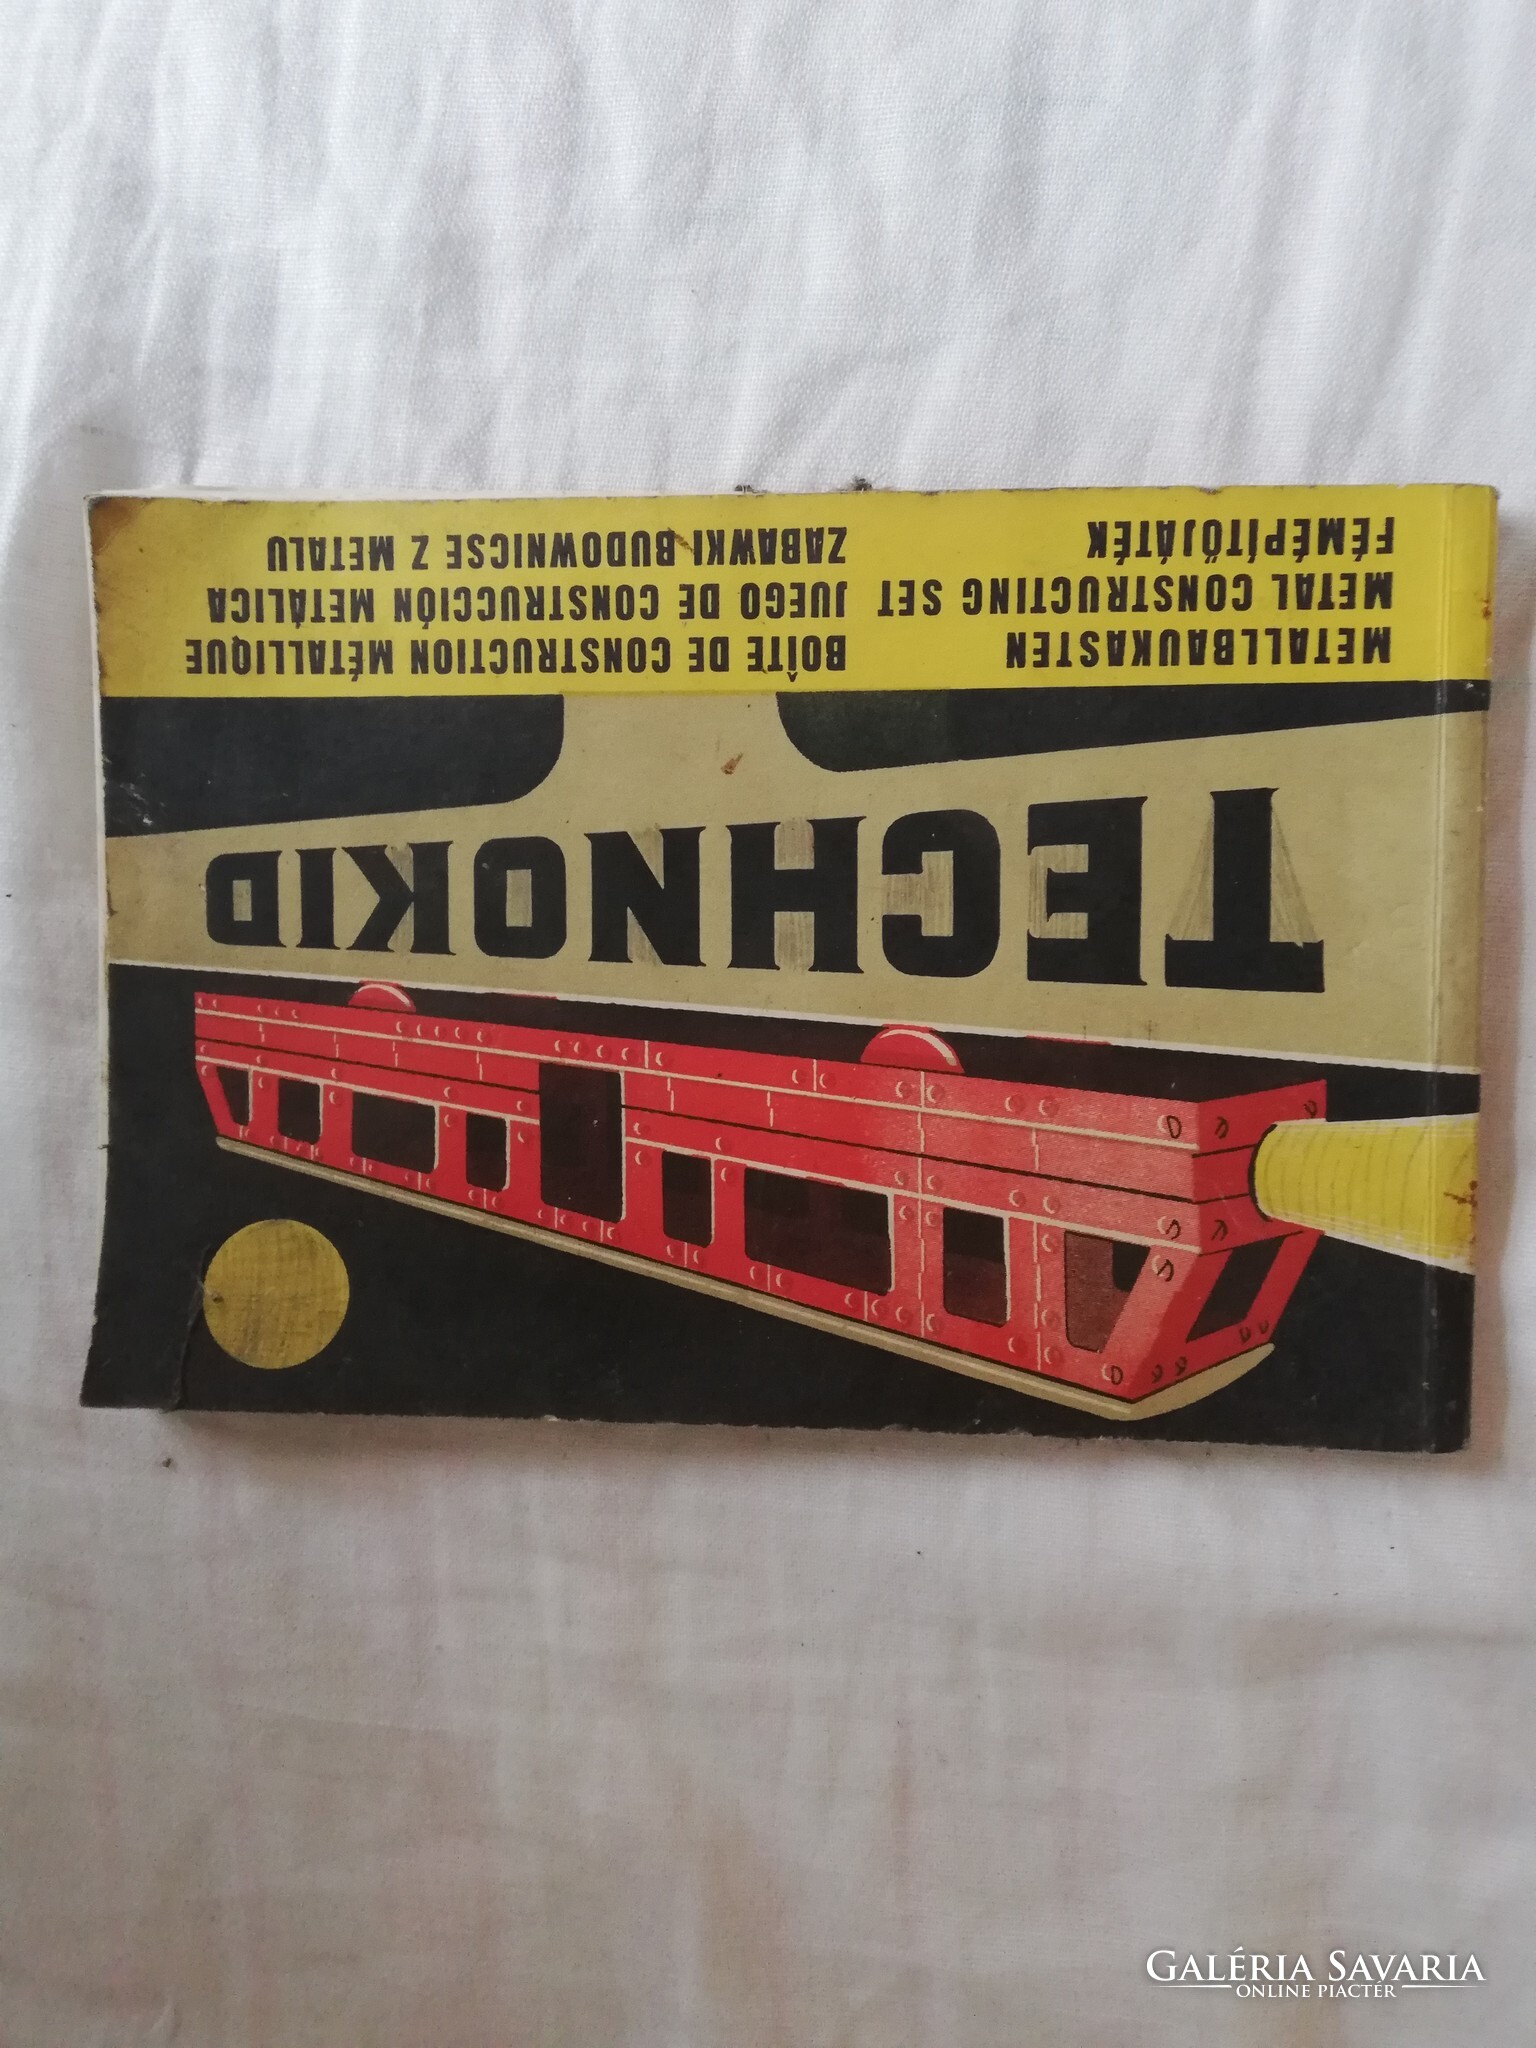 TECHNOKID
METALLBAUKASTEN
METAL CONSTRUCTING SET
FÉMÉPÍTŐJÁTÉK
BOÎTE DE CONSTRUCTION MÉTALLIQUE
JUEGO DE CONSTRUCCIÓN METÁLICA
ZABAWKI BUDOWNICSE Z METALU
GALÉRIA SAVARIA
ONLINE PIACTÉR